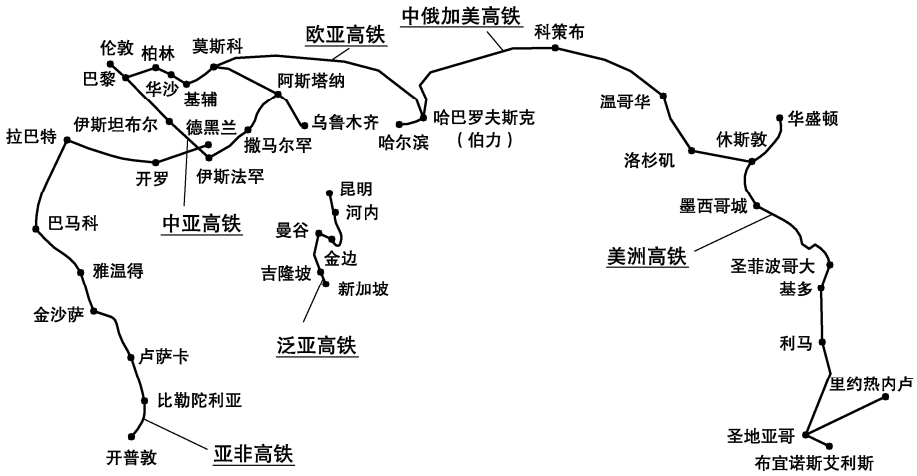 中俄加美高铁
欧亚高铁
科策布
伦敦
柏林
莫斯科
巴黎
华沙
基辅
阿斯塔纳
温哥华
乌鲁木齐
哈尔滨
哈巴罗夫斯克
（伯力）
华盛顿
拉巴特
伊斯坦布尔
德黑兰
撒马尔罕
休斯敦
洛杉矶
开罗
伊斯法罕
昆明
河内
墨西哥城
巴马科
中亚高铁
曼谷
金边
美洲高铁
圣菲波哥大
雅温得
吉隆坡
新加坡
基多
金沙萨
泛亚高铁
利马
卢萨卡
里约热内卢
比勒陀利亚
圣地亚哥
开普敦
亚非高铁
布宜诺斯艾利斯